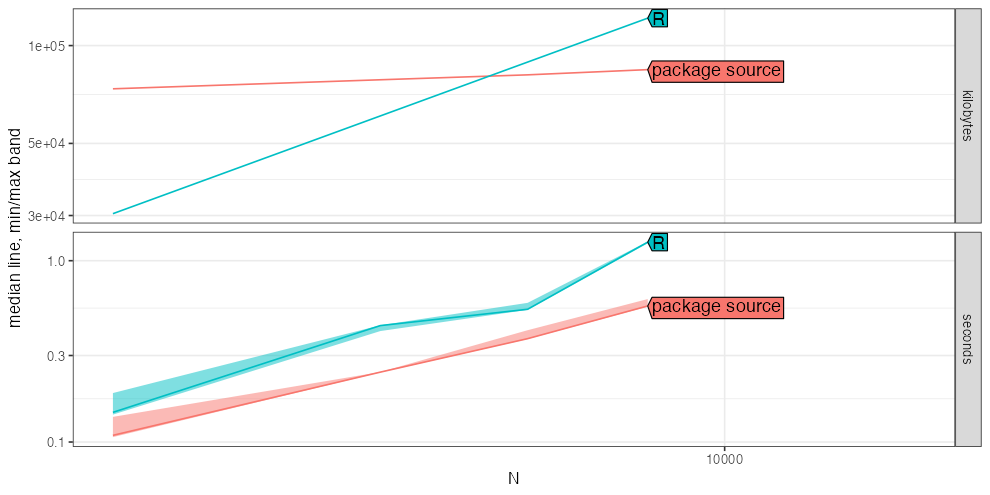 median line, min/max band
1e+05
5e+04
3e+04
R
package source
kilobytes
1.0
0.3
0.1
R
package source
seconds
10000
N